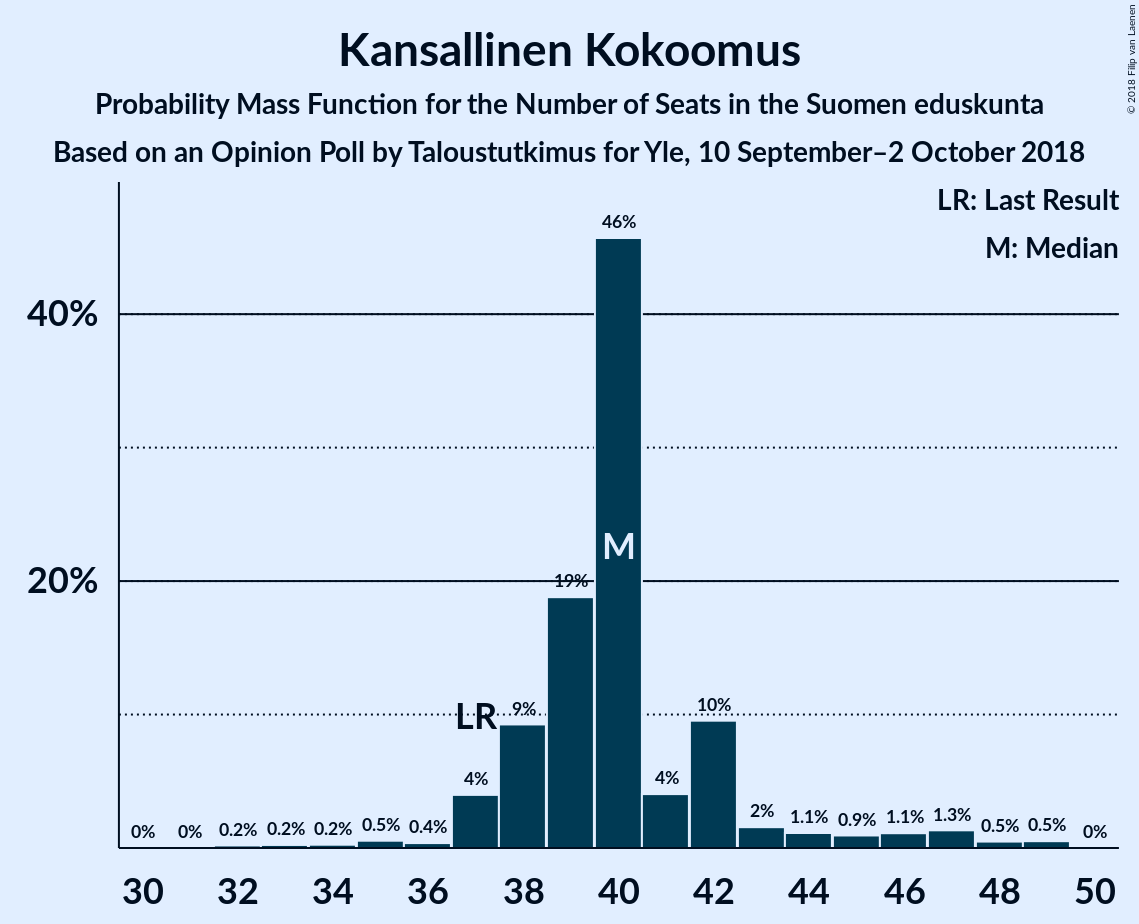 Kansallinen Kokoomus
Probability Mass Function for the Number of Seats in the Suomen eduskunta
Based on an Opinion Poll by Taloustutkimus for Yle, 10 September–2 October 2018
© 2018 Filip van Laenen
LR: Last Result
M: Median
46%
40%
M
20%
19%
LR
9%
10%
4%
4%
0%
0%
0.2%
0.2%
0.2%
0.5%
0.4%
2%
1.1%
0.9%
1.1%
1.3%
0.5%
0.5%
0%
30 32 34 36 38 40 42 44 46 48 50